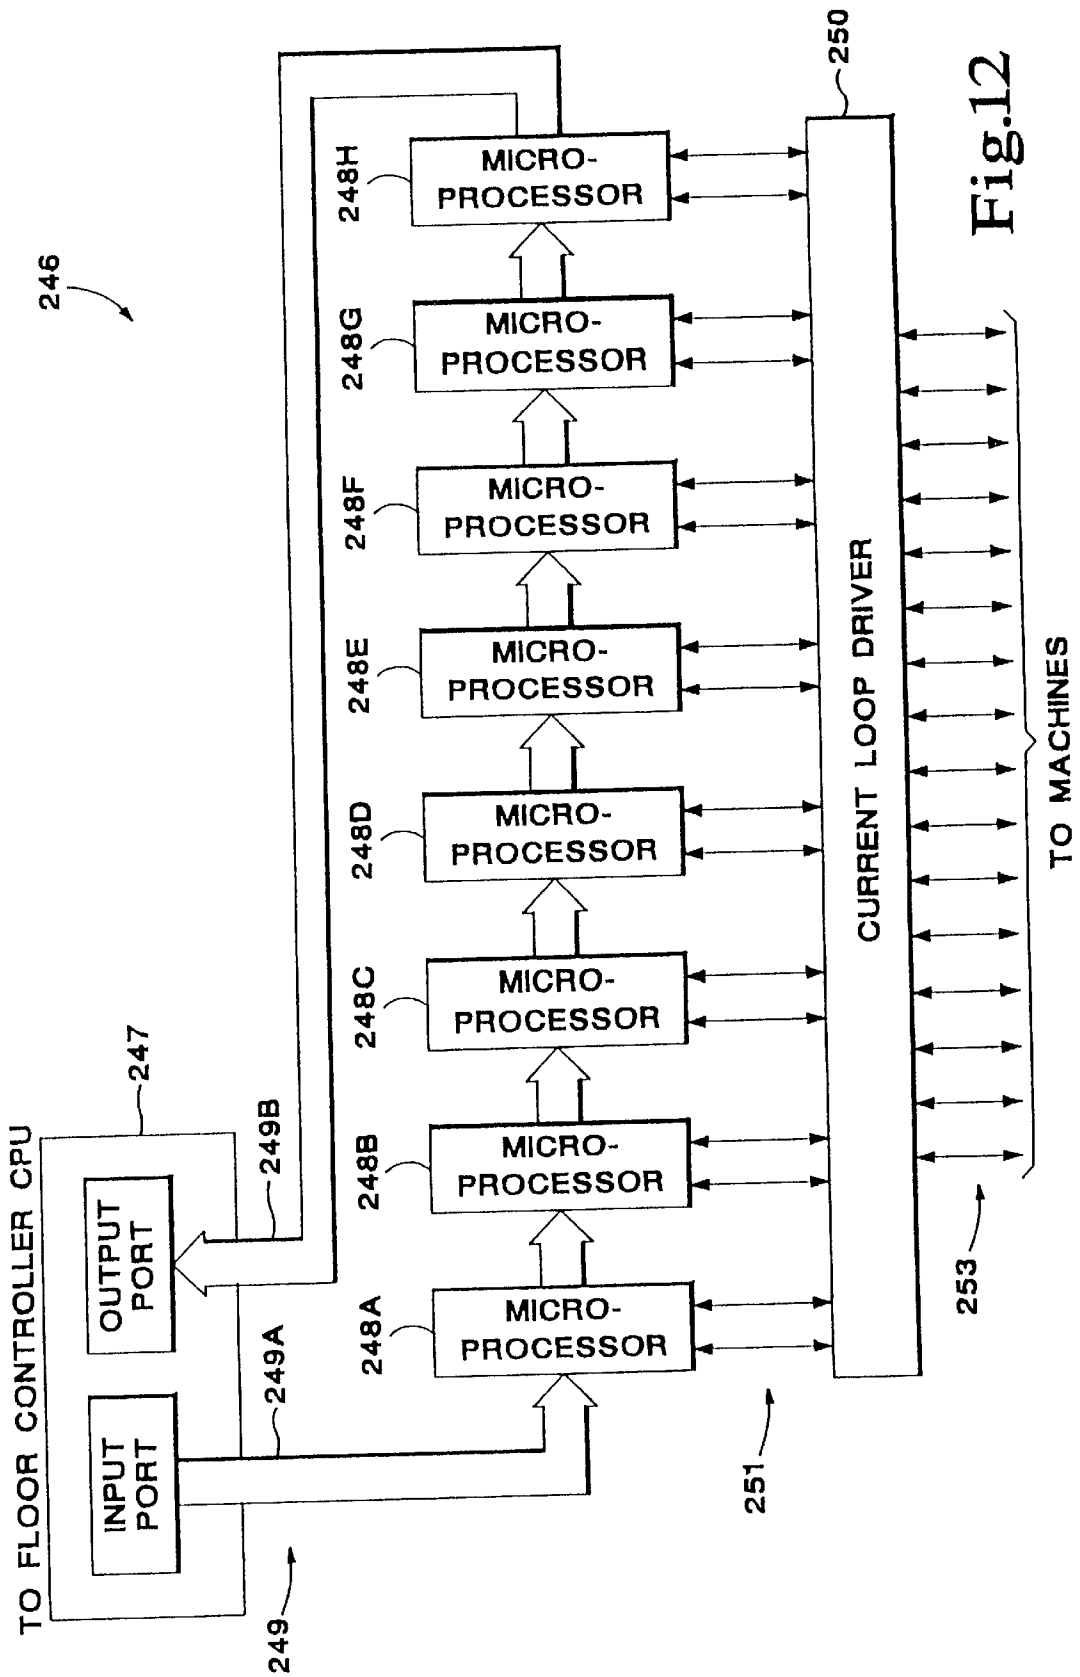 TO FLOOR CONTROLLER CPU
247
INPUT
PORT
OUTPUT
PORT
246
249
249A
249B
248A
248B
248C
248D
248E
248F
248G
248H
MICRO-
PROCESSOR
MICRO-
PROCESSOR
MICRO-
PROCESSOR
MICRO-
PROCESSOR
MICRO-
PROCESSOR
MICRO-
PROCESSOR
MICRO-
PROCESSOR
MICRO-
PROCESSOR
251
CURRENT LOOP DRIVER
250
253
TO MACHINES
Fig.12